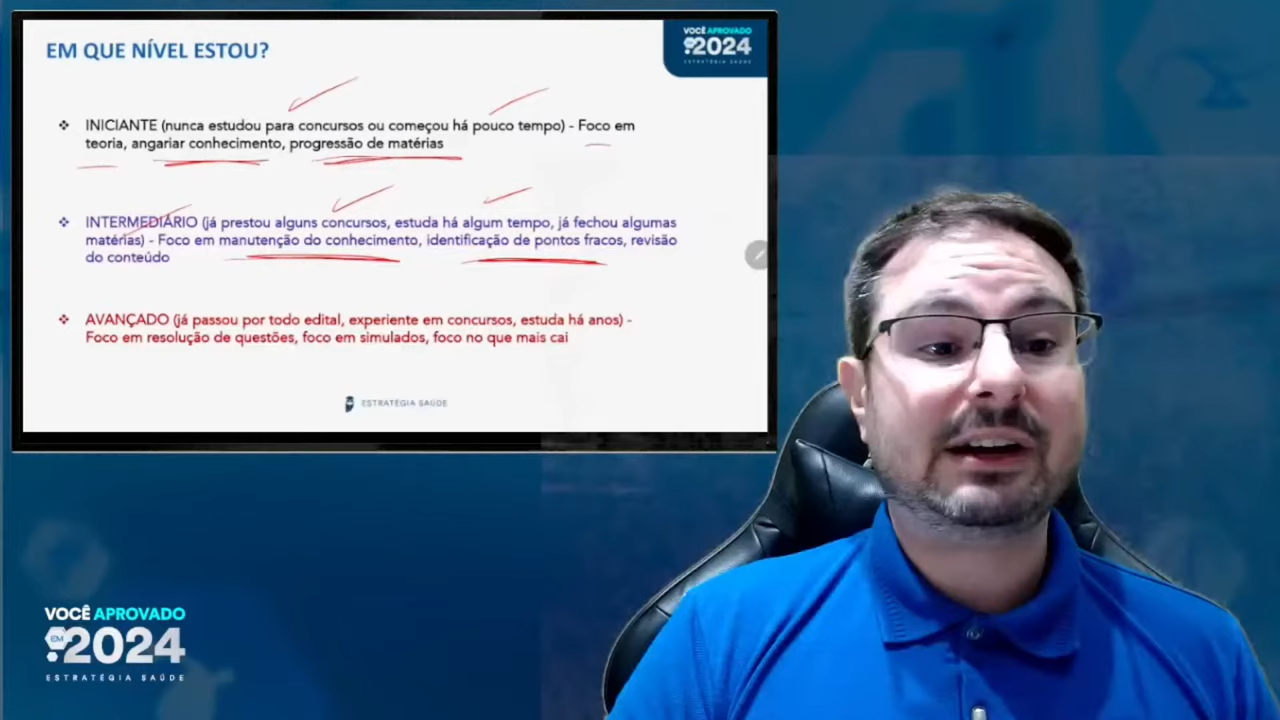 EM QUE NÍVEL ESTOU?
VOCÊ APROVADO
EM 2024
ESTRATÉGIA SAÚDE
❖ INICIANTE (nunca estudou para concursos ou começou há pouco tempo) - Foco em
teoria, angariar conhecimento, progressão de matérias
❖ INTERMEDIÁRIO (já prestou alguns concursos, estuda há algum tempo, já fechou algumas
matérias) - Foco em manutenção do conhecimento, identificação de pontos fracos, revisão
do conteúdo
❖ AVANÇADO (já passou por todo edital, experiente em concursos, estuda há anos) -
Foco em resolução de questões, foco em simulados, foco no que mais cai
ESTRATÉGIA SAÚDE
VOCÊ APROVADO
EM 2024
ESTRATÉGIA SAÚDE